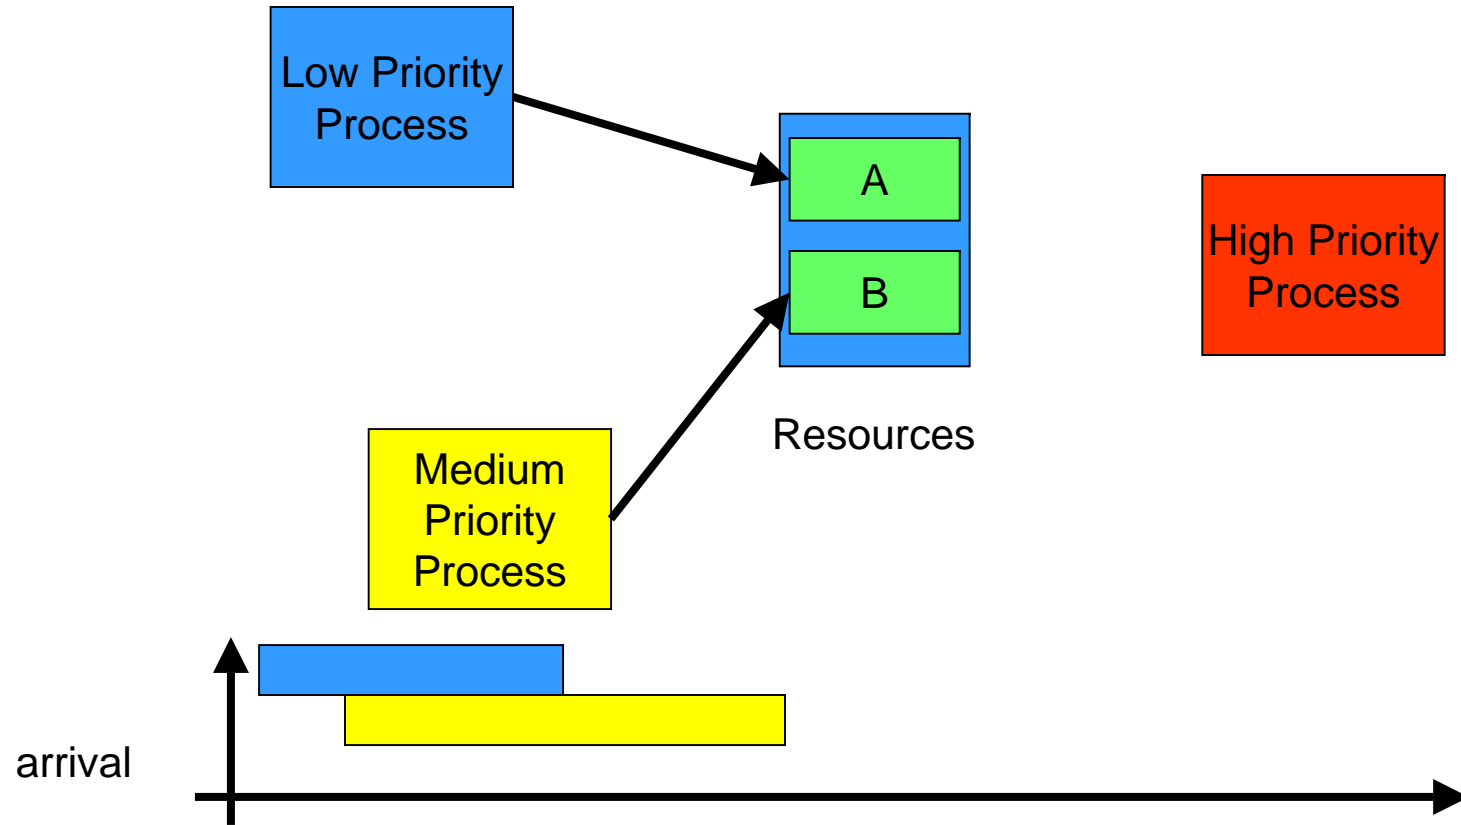 Low Priority
Process
A
B
High Priority
Process
Resources
Medium
Priority
Process
arrival